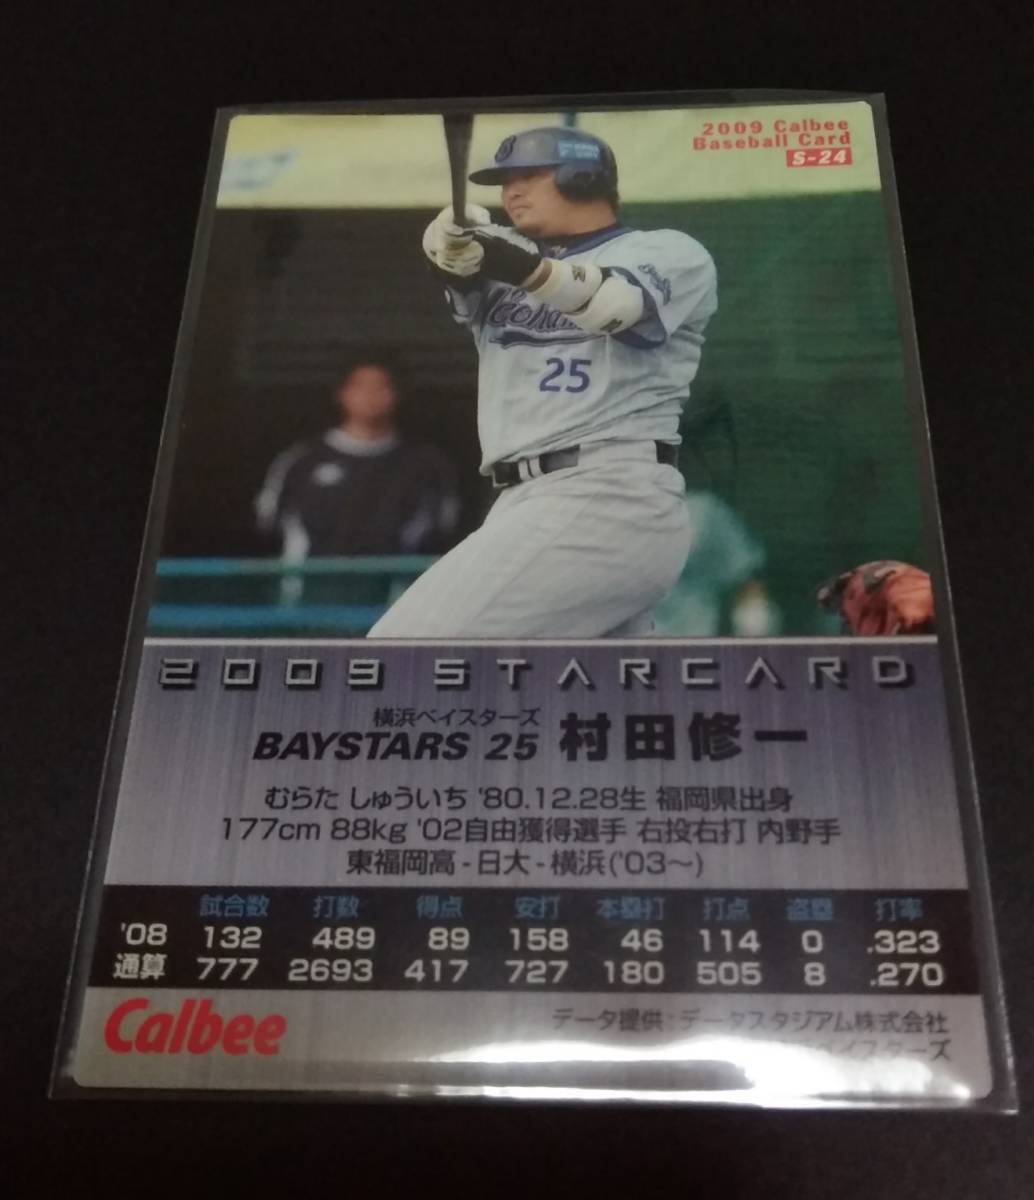 2009 Calbee
Baseball Card
S-24
25
2009 STARCARD
横浜ベイスターズ
BAYSTARS 25 村田修一
むらた しゅういち '80.12.28生 福岡県出身
177cm 88kg '02自由獲得選手 右投右打 内野手
東福岡高-日大-横浜('03〜)
試合数 打数 得点 安打 本塁打 打点 盗塁 打率
'08 132 489 89 158 46 114 0 .323
通算 777 2693 417 727 180 505 8 .270
Calbee
データ提供:データスタジアム株式会社
ベイスターズ